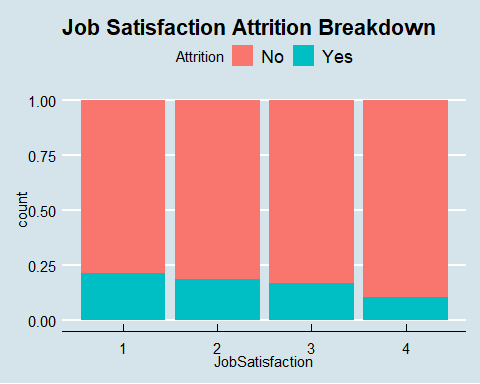 Job Satisfaction Attrition Breakdown
Attrition No Yes
1.00
0.75
0.50
0.25
0.00
count
1 2 3 4
JobSatisfaction